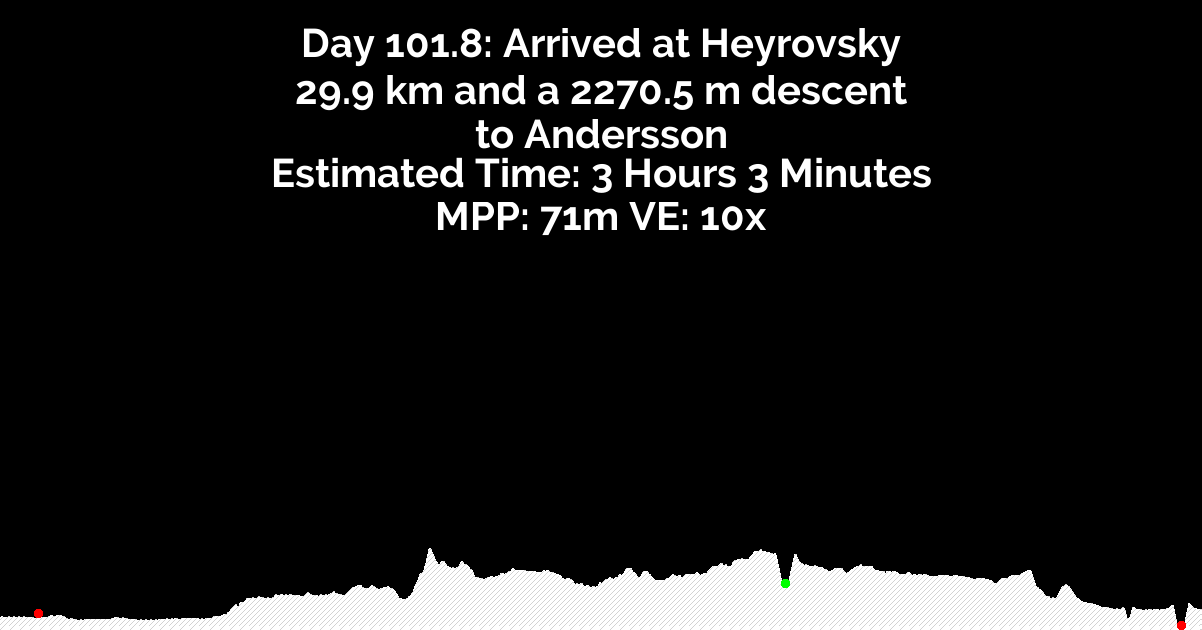 Day 101.8: Arrived at Heyrovsky
29.9 km and a 2270.5 m descent
to Andersson
Estimated Time: 3 Hours 3 Minutes
MPP: 71m VE: 10x